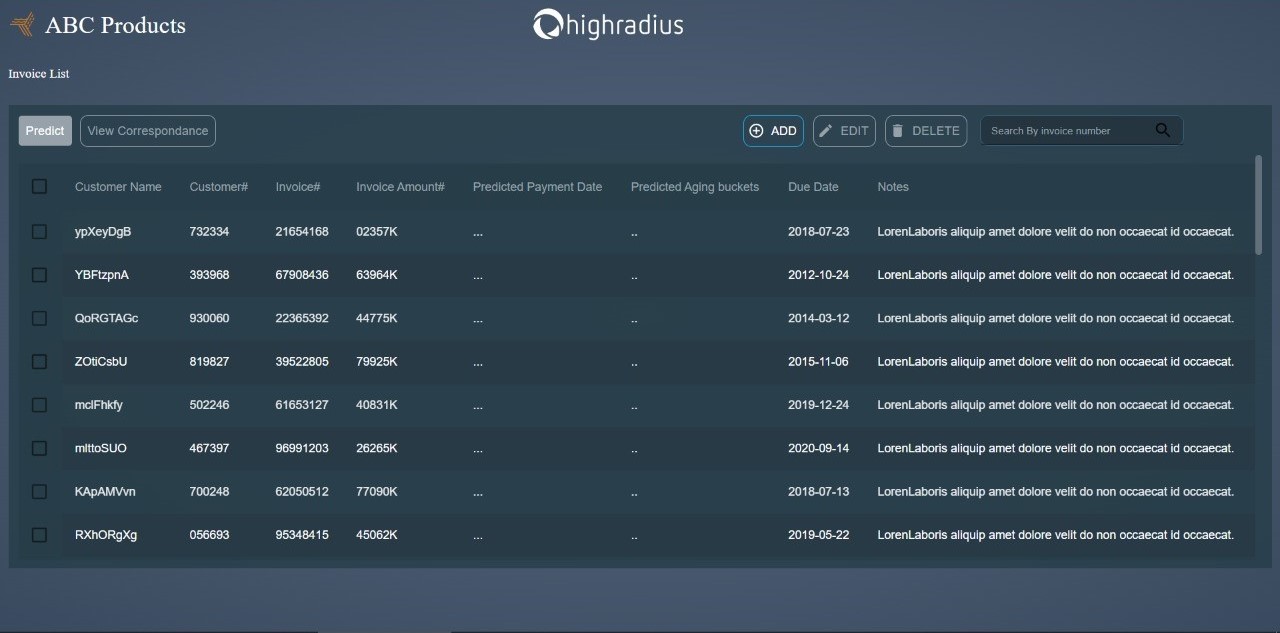 ABC Products
highradius
Invoice List
Predict View Correspondance ADD EDIT DELETE Search By invoice number
Customer Name Customer# Invoice# Invoice Amount# Predicted Payment Date Predicted Aging buckets Due Date Notes
ypXeyDgB 732334 21654168 02357K ... .. 2018-07-23 LorenLaboris aliquip amet dolore velit do non occaecat id occaecat.
YBFtzpnA 393968 67908436 63964K ... .. 2012-10-24 LorenLaboris aliquip amet dolore velit do non occaecat id occaecat.
QoRGTAGc 930060 22365392 44775K ... .. 2014-03-12 LorenLaboris aliquip amet dolore velit do non occaecat id occaecat.
ZOtiCsbU 819827 39522805 79925K ... .. 2015-11-06 LorenLaboris aliquip amet dolore velit do non occaecat id occaecat.
mclFhkfy 502246 61653127 40831K ... .. 2019-12-24 LorenLaboris aliquip amet dolore velit do non occaecat id occaecat.
mlttoSUO 467397 96991203 26265K ... .. 2020-09-14 LorenLaboris aliquip amet dolore velit do non occaecat id occaecat.
KApAMVvn 700248 62050512 77090K ... .. 2018-07-13 LorenLaboris aliquip amet dolore velit do non occaecat id occaecat.
RXhORgXg 056693 95348415 45062K ... .. 2019-05-22 LorenLaboris aliquip amet dolore velit do non occaecat id occaecat.